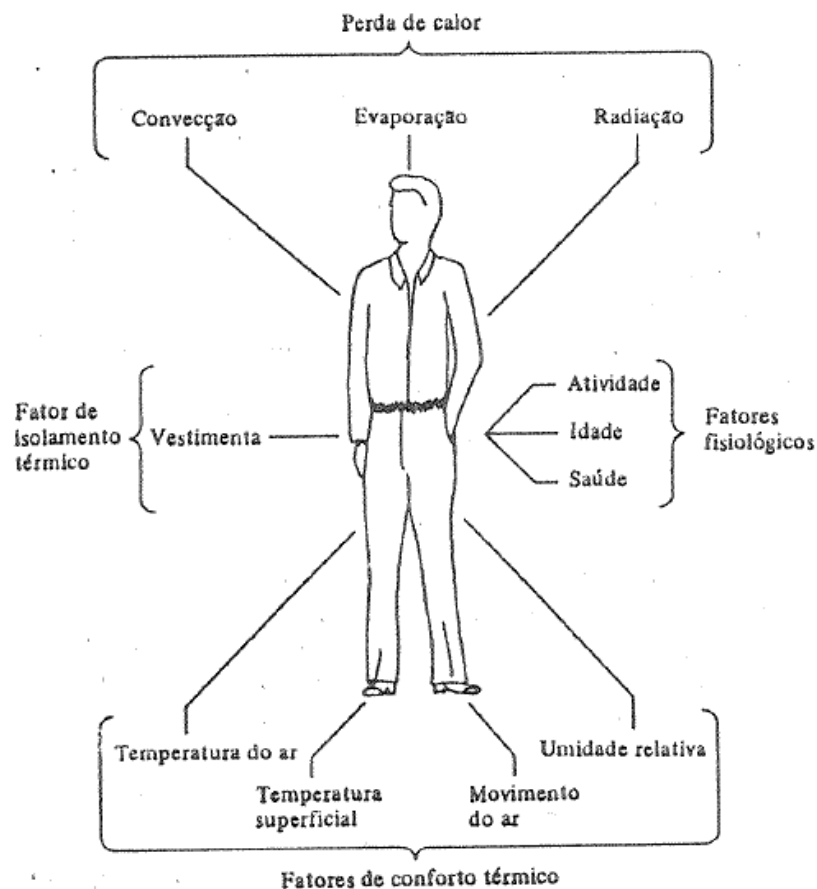 Perda de calor
Convecção
Evaporação
Radiação
Fator de
isolamento
térmico
Vestimenta
Atividade
Idade
Saúde
Fatores
fisiológicos
Temperatura do ar
Temperatura
superficial
Movimento
do ar
Umidade relativa
Fatores de conforto térmico